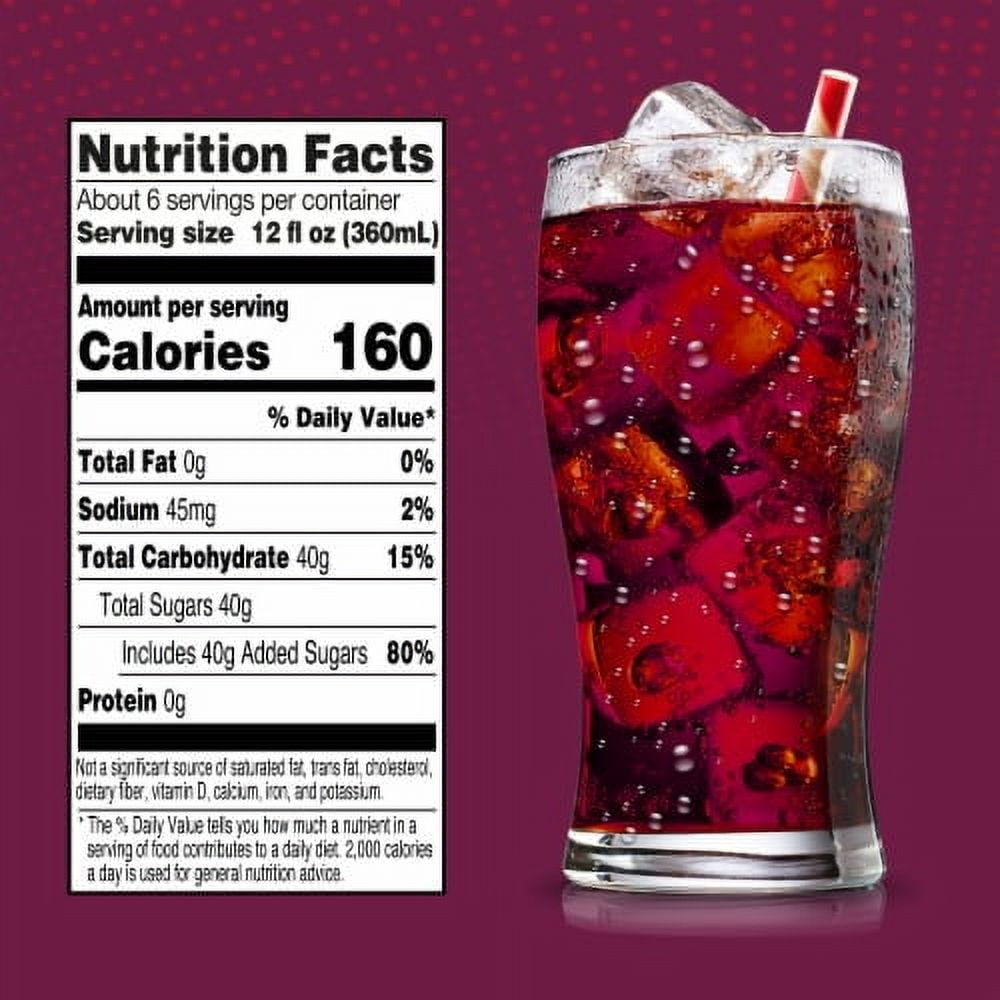 Nutrition Facts
About 6 servings per container
Serving size 12 fl oz (360mL)
Amount per serving
Calories 160
% Daily Value*
Total Fat 0g 0%
Sodium 45mg 2%
Total Carbohydrate 40g 15%
Total Sugars 40g
Includes 40g Added Sugars 80%
Protein 0g
Not a significant source of saturated fat, trans fat, cholesterol,
dietary fiber, vitamin D, calcium, iron, and potassium.
* The % Daily Value tells you how much a nutrient in a
serving of food contributes to a daily diet. 2,000 calories
a day is used for general nutrition advice.